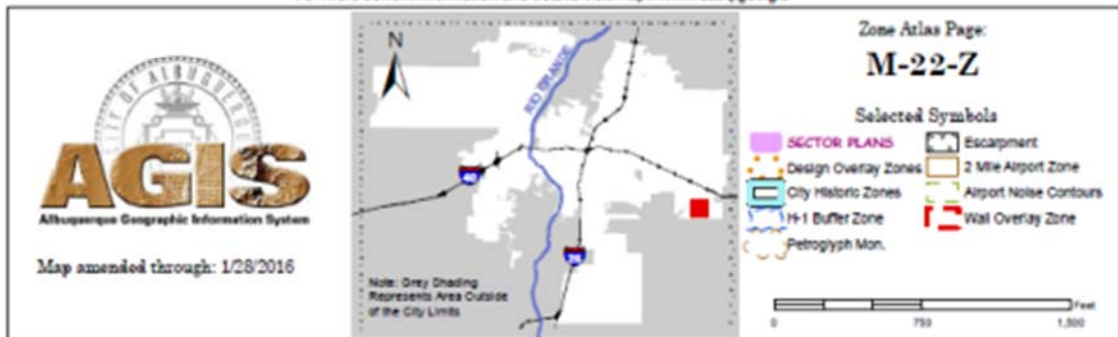 CITY OF ALBUQUERQUE
AGIS
Albuquerque Geographic Information System
Map amended through: 1/28/2016
N
RIO GRANDE
40
25
Note: Grey Shading
Represents Area Outside
of the City Limits
Zone Atlas Page:
M-22-Z
Selected Symbols
SECTOR PLANS
Design Overlay Zones
City Historic Zones
H-1 Buffer Zone
Petroglyph Mon.
Escarpment
2 Mile Airport Zone
Airport Noise Contours
Wall Overlay Zone
Feet
0 750 1,500